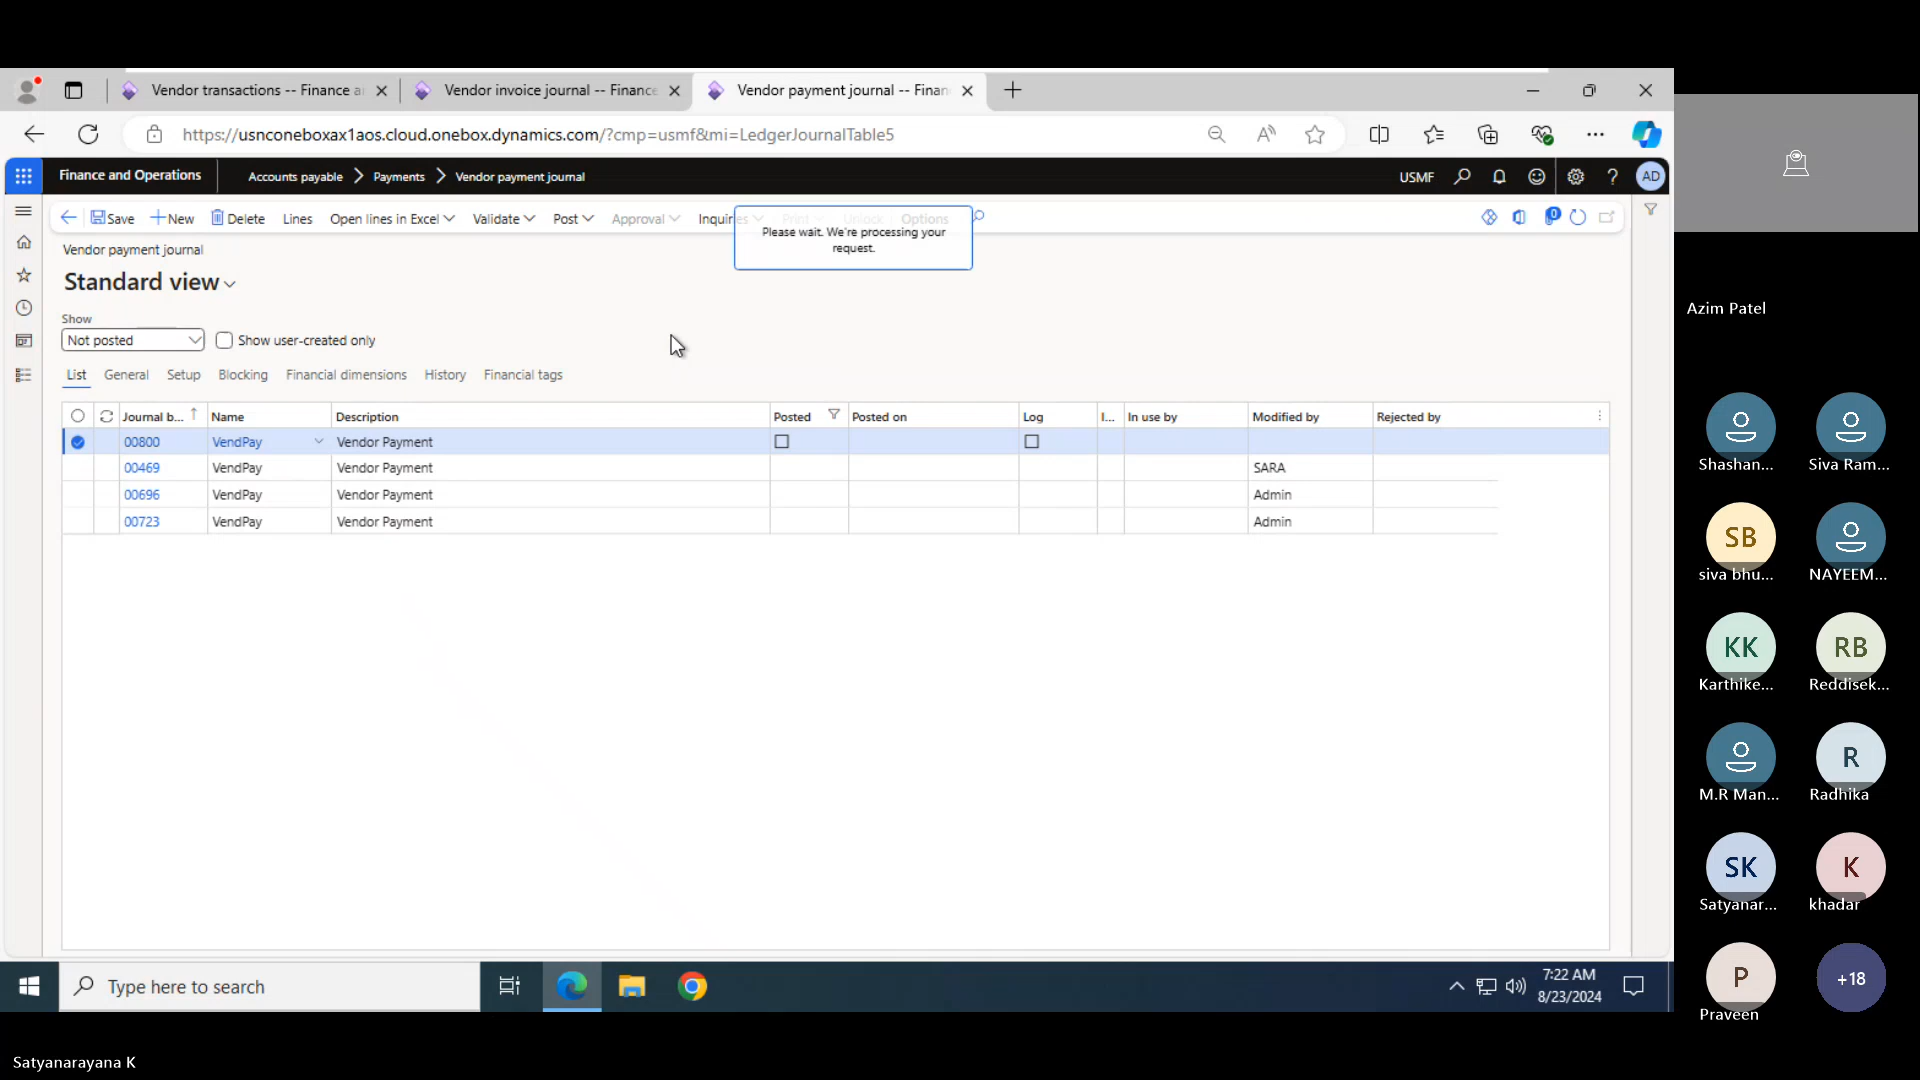 Vendor transactions -- Finance a
Vendor invoice journal -- Finance
Vendor payment journal -- Finan
https://usnconeboxax1aos.cloud.onebox.dynamics.com/?cmp=usmf&mi=LedgerJournalTable5
Finance and Operations
Accounts payable
Payments
Vendor payment journal
USMF
?
AD
Save
New
Delete
Lines
Open lines in Excel
Validate
Post
Approval
Inquiries
Print
Unlock
Options
0
Please wait. We're processing your
request.
Vendor payment journal
Standard view
Show
Not posted
Show user-created only
List General Setup Blocking Financial dimensions History Financial tags
Journal b... Name Description Posted Posted on Log I... In use by Modified by Rejected by
00800 VendPay Vendor Payment
00469 VendPay Vendor Payment SARA
00696 VendPay Vendor Payment Admin
00723 VendPay Vendor Payment Admin
Type here to search
7:22 AM
8/23/2024
Azim Patel
Shashan... Siva Ram...
SB
siva bhu... NAYEEM...
KK RB
Karthike... Reddisek...
R
M.R Man... Radhika
SK K
Satyanar... khadar
P +18
Praveen
Satyanarayana K